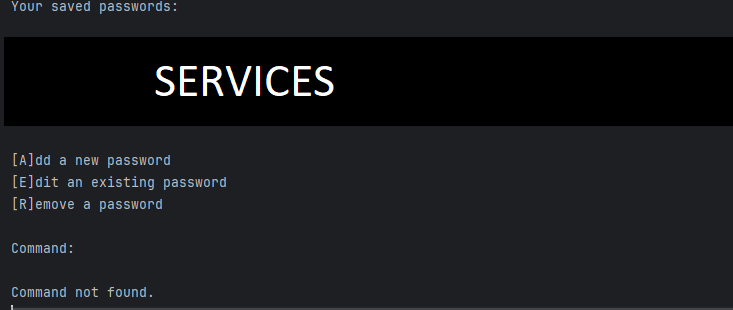 Your saved passwords:
SERVICES
[A]dd a new password
[E]dit an existing password
[R]emove a password
Command:
Command not found.